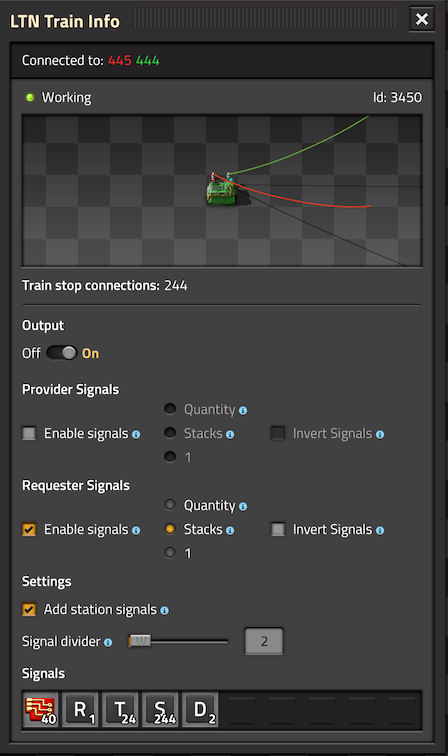 LTN Train Info
Connected to: 445 444
Working Id: 3450
Train stop connections: 244
Output
Off On
Provider Signals
Quantity
Enable signals Stacks Invert Signals
1
Requester Signals
Quantity
Enable signals Stacks Invert Signals
1
Settings
Add station signals
Signal divider 2
Signals
40 R 1 T 24 S 244 D 2